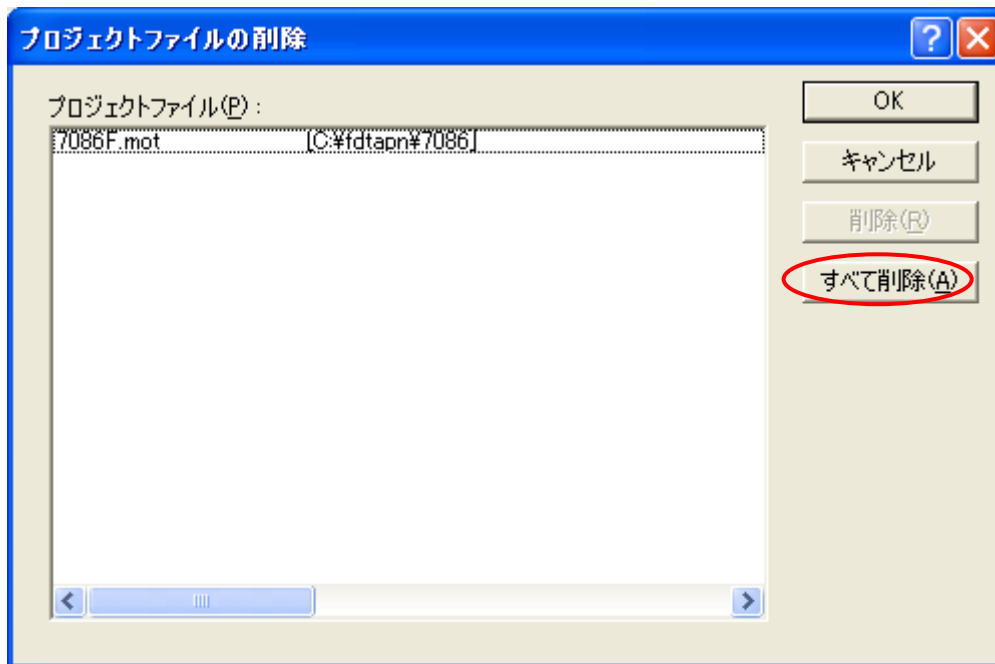 プロジェクトファイルの削除
プロジェクトファイル(P):
7086F.mot [C:¥fdtapn¥7086]
OK
キャンセル
削除(R)
すべて削除(A)